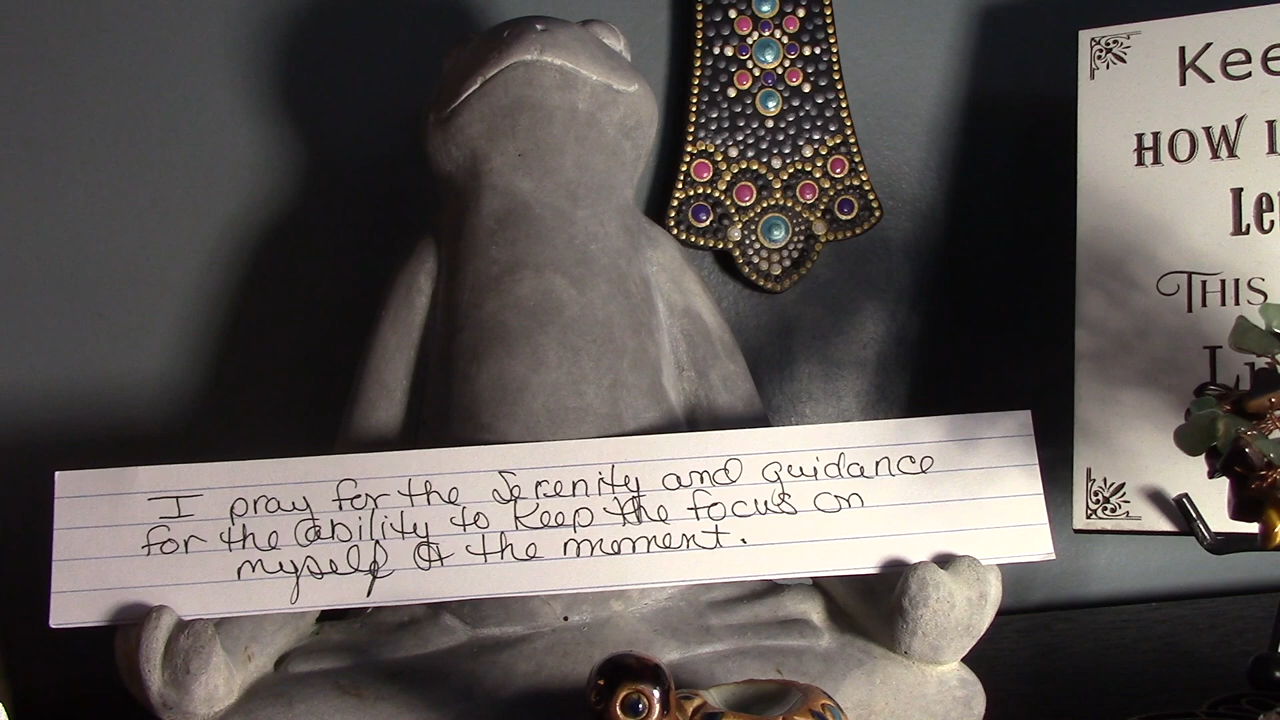 I pray for the Serenity and guidance
for the ability to keep the focus on
myself & the moment.
Kee
HOW I
Le
THIS